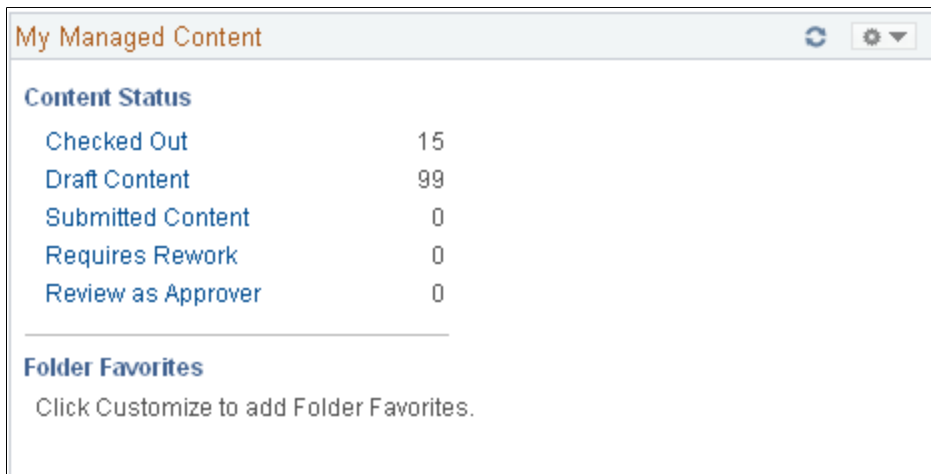 My Managed Content
Content Status
Checked Out 15
Draft Content 99
Submitted Content 0
Requires Rework 0
Review as Approver 0
Folder Favorites
Click Customize to add Folder Favorites.